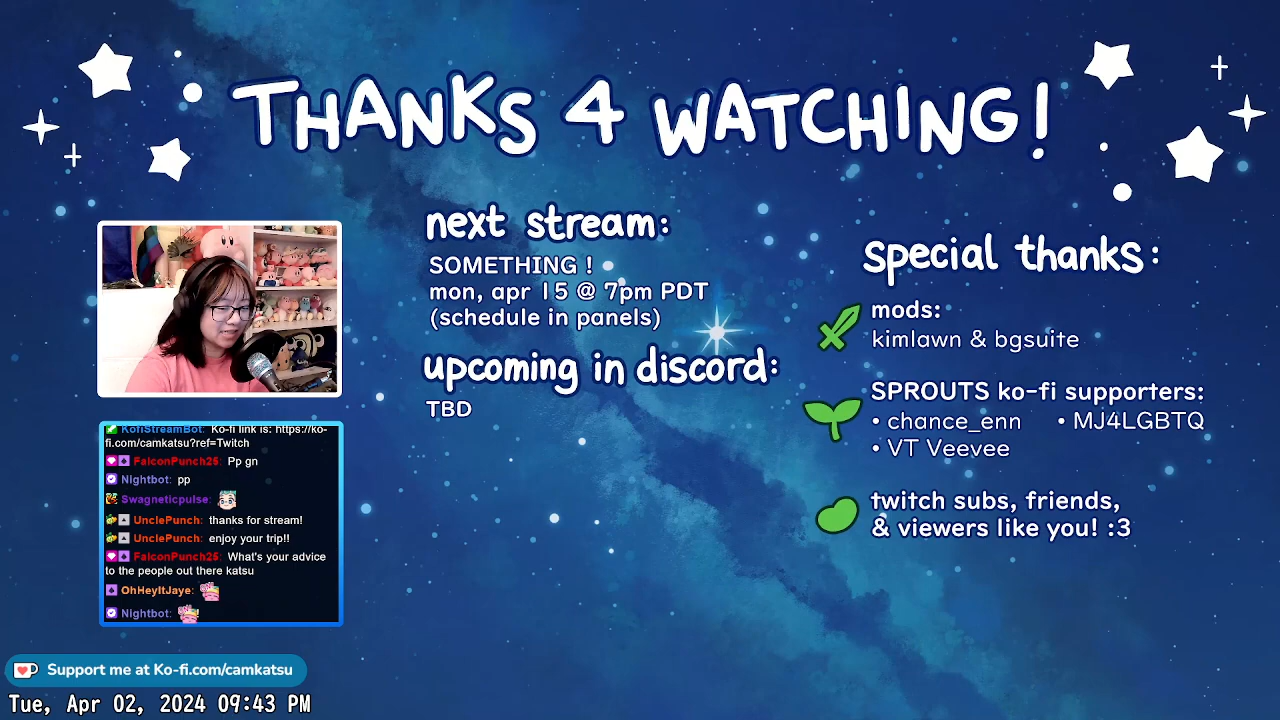 THANKS 4 WATCHING!
next stream:
SOMETHING !
mon, apr 15 @ 7pm PDT
(schedule in panels)
upcoming in discord:
TBD
special thanks:
mods:
kimlawn & bgsuite
SPROUTS ko-fi supporters:
• chance_enn • MJ4LGBTQ
• VT Veevee
twitch subs, friends,
& viewers like you! :3
KofiStreamBot: Ko-fi link is: https://ko-
fi.com/camkatsu?ref=Twitch
FalconPunch25: Pp gn
Nightbot: pp
Swagneticpulse:
UnclePunch: thanks for stream!
UnclePunch: enjoy your trip!!
FalconPunch25: What's your advice
to the people out there katsu
OhHeyItJaye:
Nightbot: !
Support me at Ko-fi.com/camkatsu
Tue, Apr 02, 2024 09:43 PM